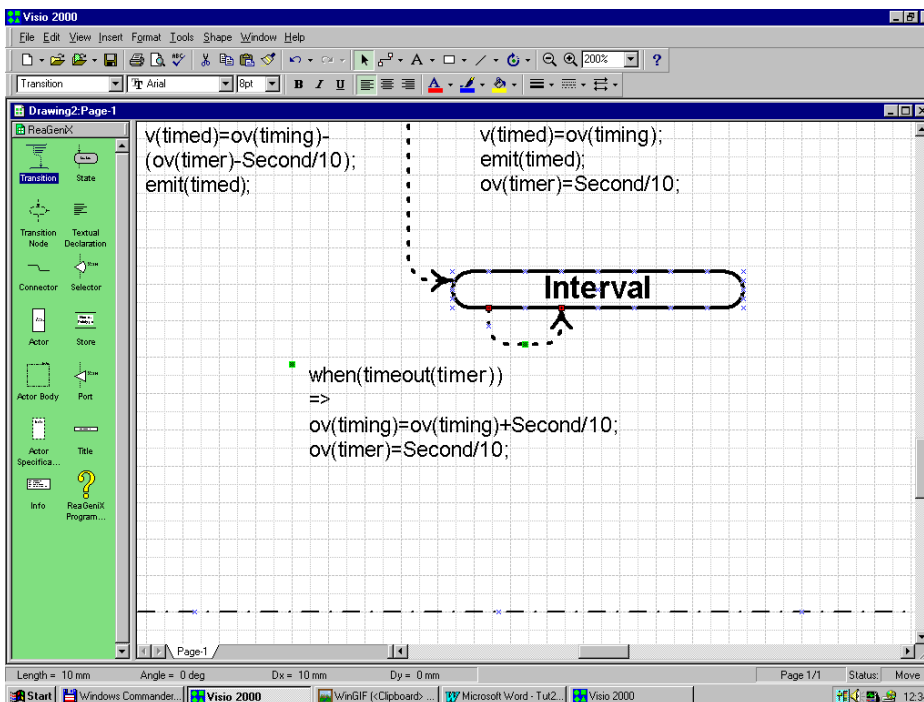 Visio 2000
File Edit View Insert Format Tools Shape Window Help
200%
Transition
Arial
8pt
B I U
Drawing2:Page-1
ReaGeniX
Transition
State
Transition Node
Textual Declaration
Connector
Selector
Actor
Store
Actor Body
Port
Actor Specifica...
Title
Info
ReaGeniX Program...
v(timed)=ov(timing)-
(ov(timer)-Second/10);
emit(timed);
v(timed)=ov(timing);
emit(timed);
ov(timer)=Second/10;
Interval
when(timeout(timer))
=>
ov(timing)=ov(timing)+Second/10;
ov(timer)=Second/10;
Page-1
Length = 10 mm
Angle = 0 deg
Dx = 10 mm
Dy = 0 mm
Page 1/1
Status:
Move
Start
Windows Commander...
Visio 2000
WinGIF (<Clipboard> ...
Microsoft Word - Tut2...
Visio 2000